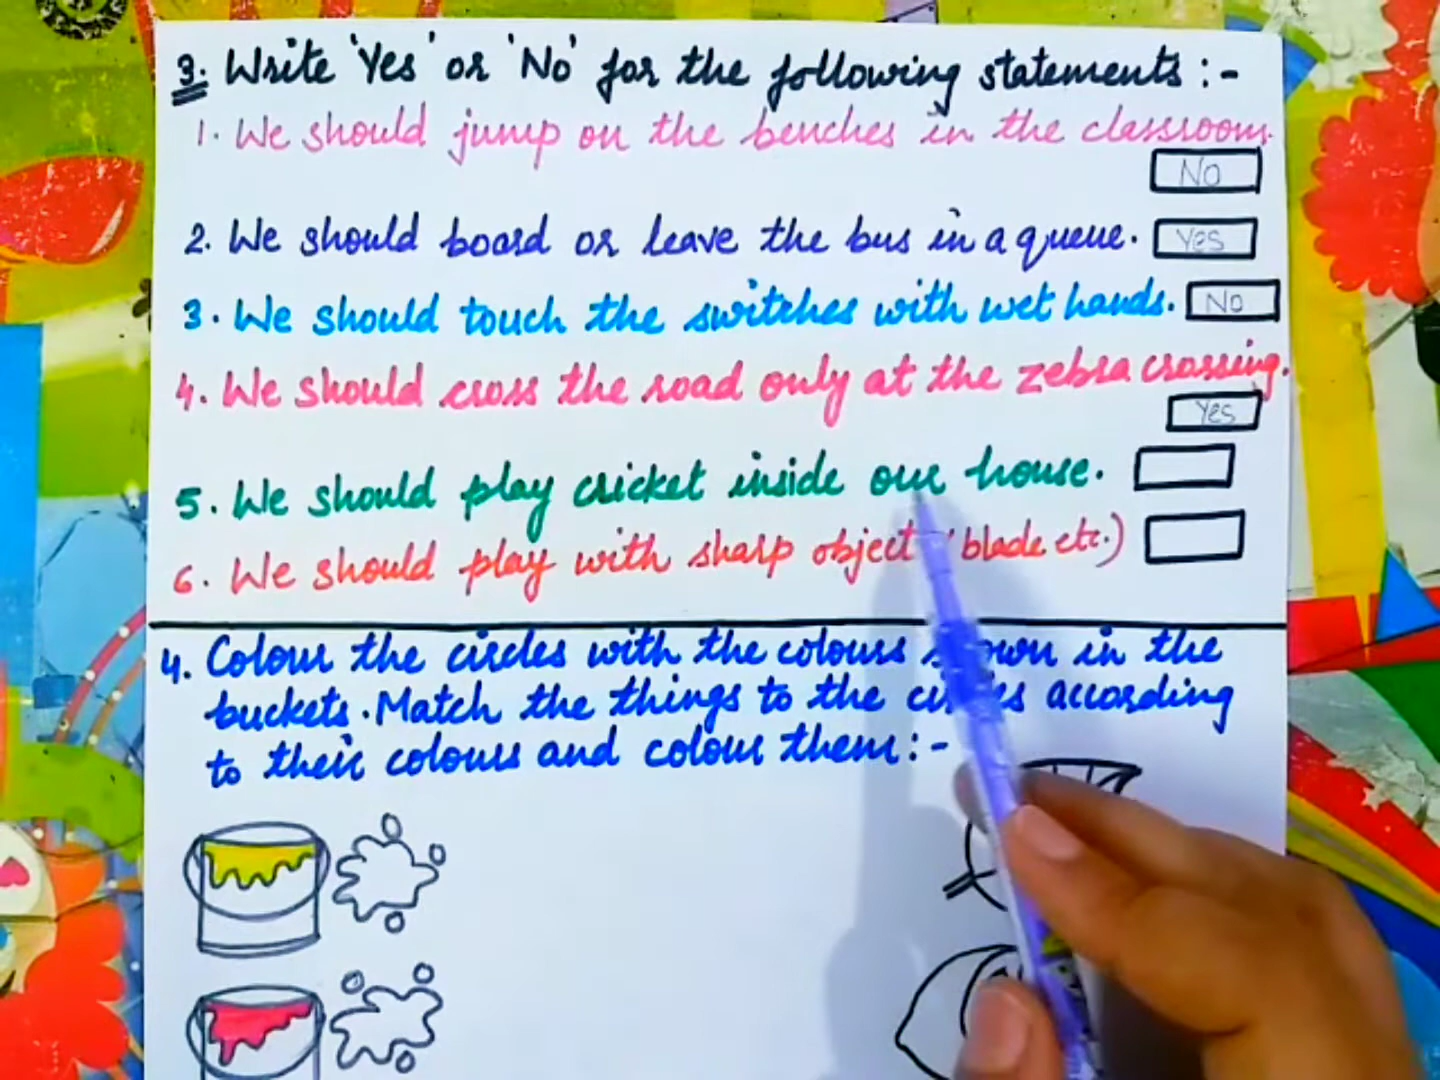 3. Write 'Yes' or 'No' for the following statements :-
1. We should jump on the benches in the classroom.
No
2. We should board or leave the bus in a queue. Yes
3. We should touch the switches with wet hands. No
4. We should cross the road only at the zebra crossing.
Yes
5. We should play cricket inside our house.
6. We should play with sharp object blade etc.)
4. Colour the circles with the colours in the
buckets. Match the things to the according
to their colours and colour them :-